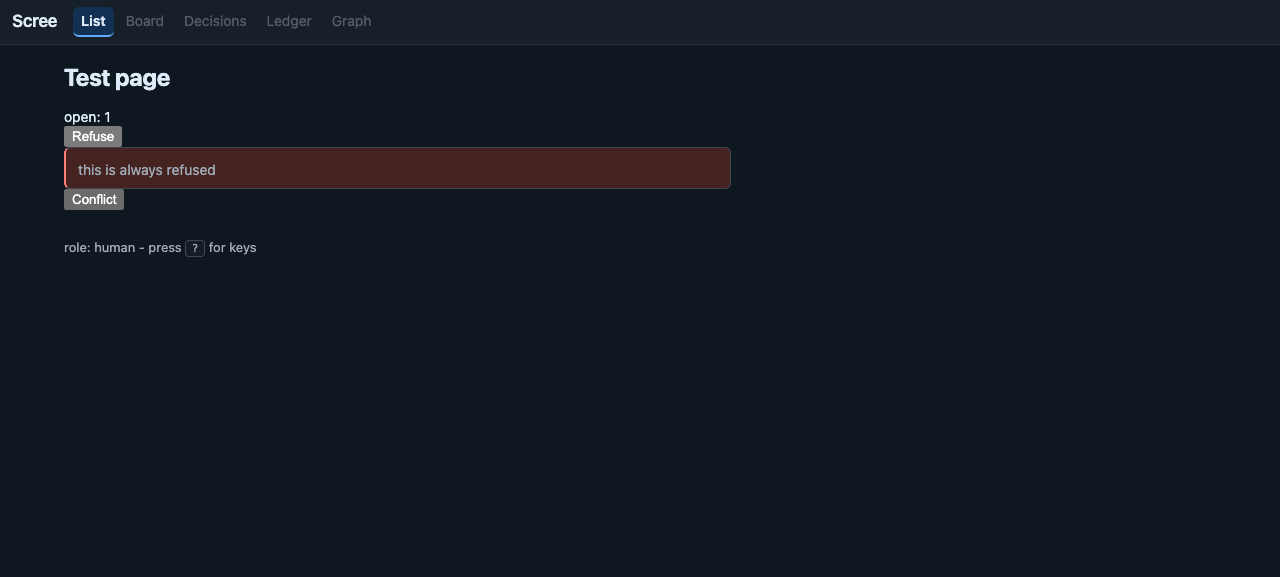 Scree List Board Decisions Ledger Graph
Test page
open: 1
Refuse
this is always refused
Conflict
role: human - press ? for keys